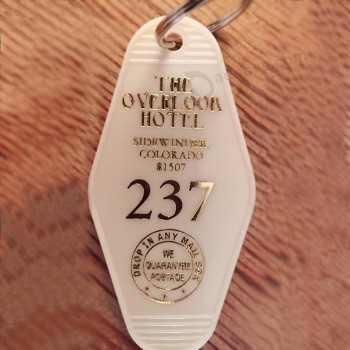 THE
OVERLOOK
HOTEL
SIDEWINDER
COLORADO
81507
237
DROP IN ANY MAIL BOX
WE
GUARANTEE
POSTAGE